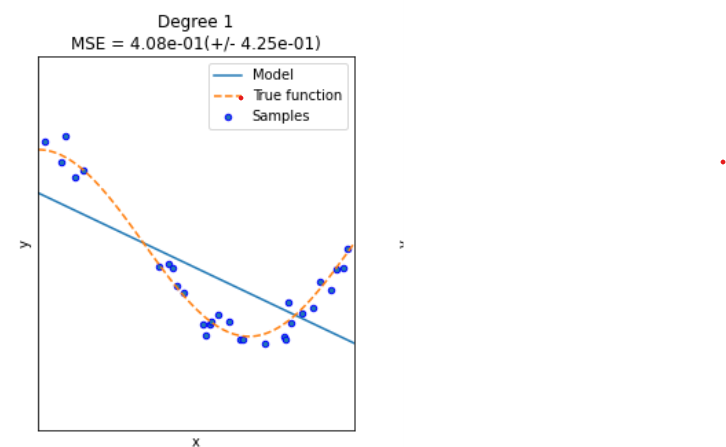 Degree 1
MSE = 4.08e-01(+/- 4.25e-01)
Model
True function
Samples
y
x